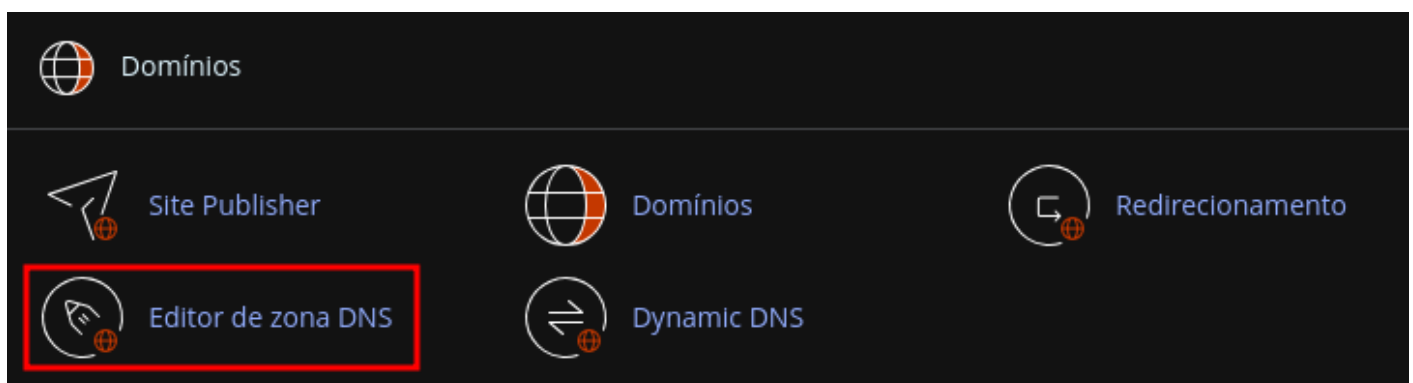 Domínios
Site Publisher
Domínios
Redirecionamento
Editor de zona DNS
Dynamic DNS